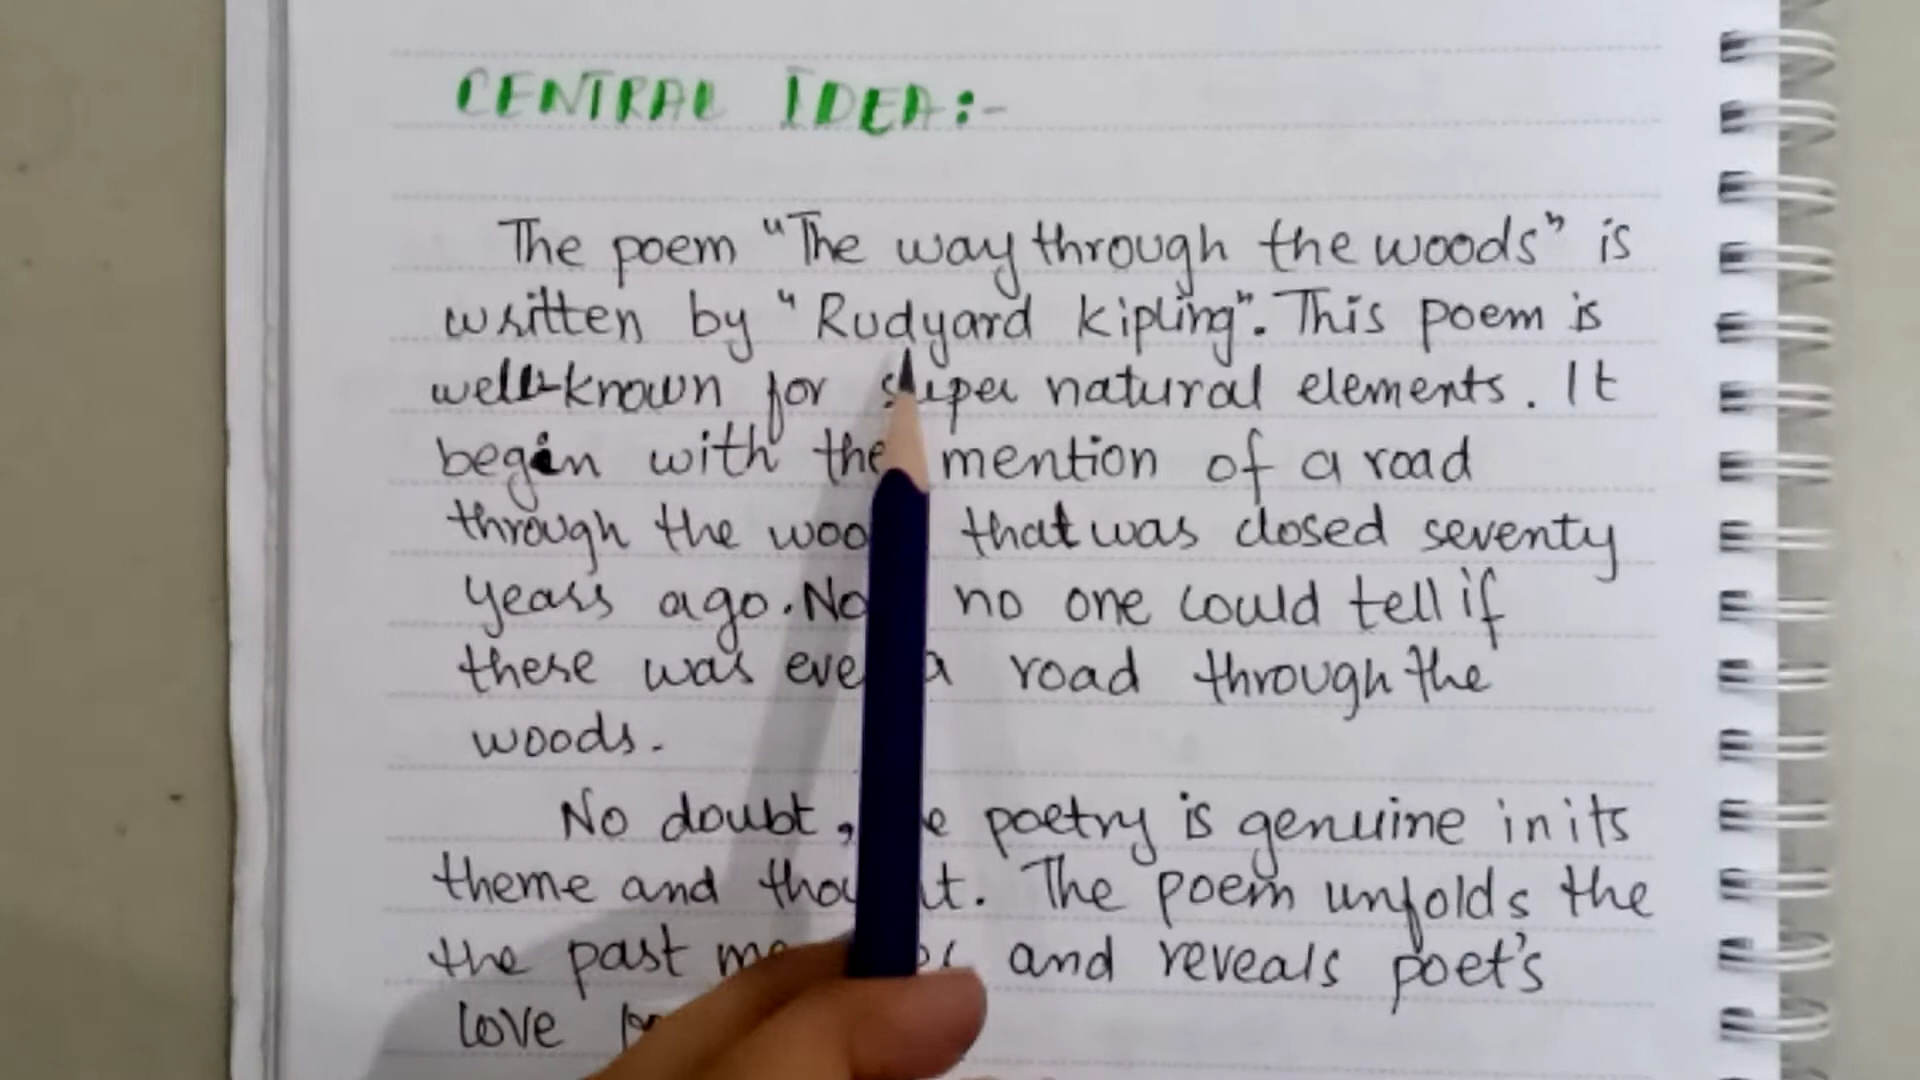 CENTRAL IDEA:-
The poem "The way through the woods" is
written by "Rudyard Kipling". This poem is
well-known for super natural elements. It
begin with the mention of a road
through the that was closed seventy
years ago. no one could tell if
there was a road through the
woods.
No doubt, poetry is genuine in its
theme and The poem unfolds the
the past and reveals poet's
love